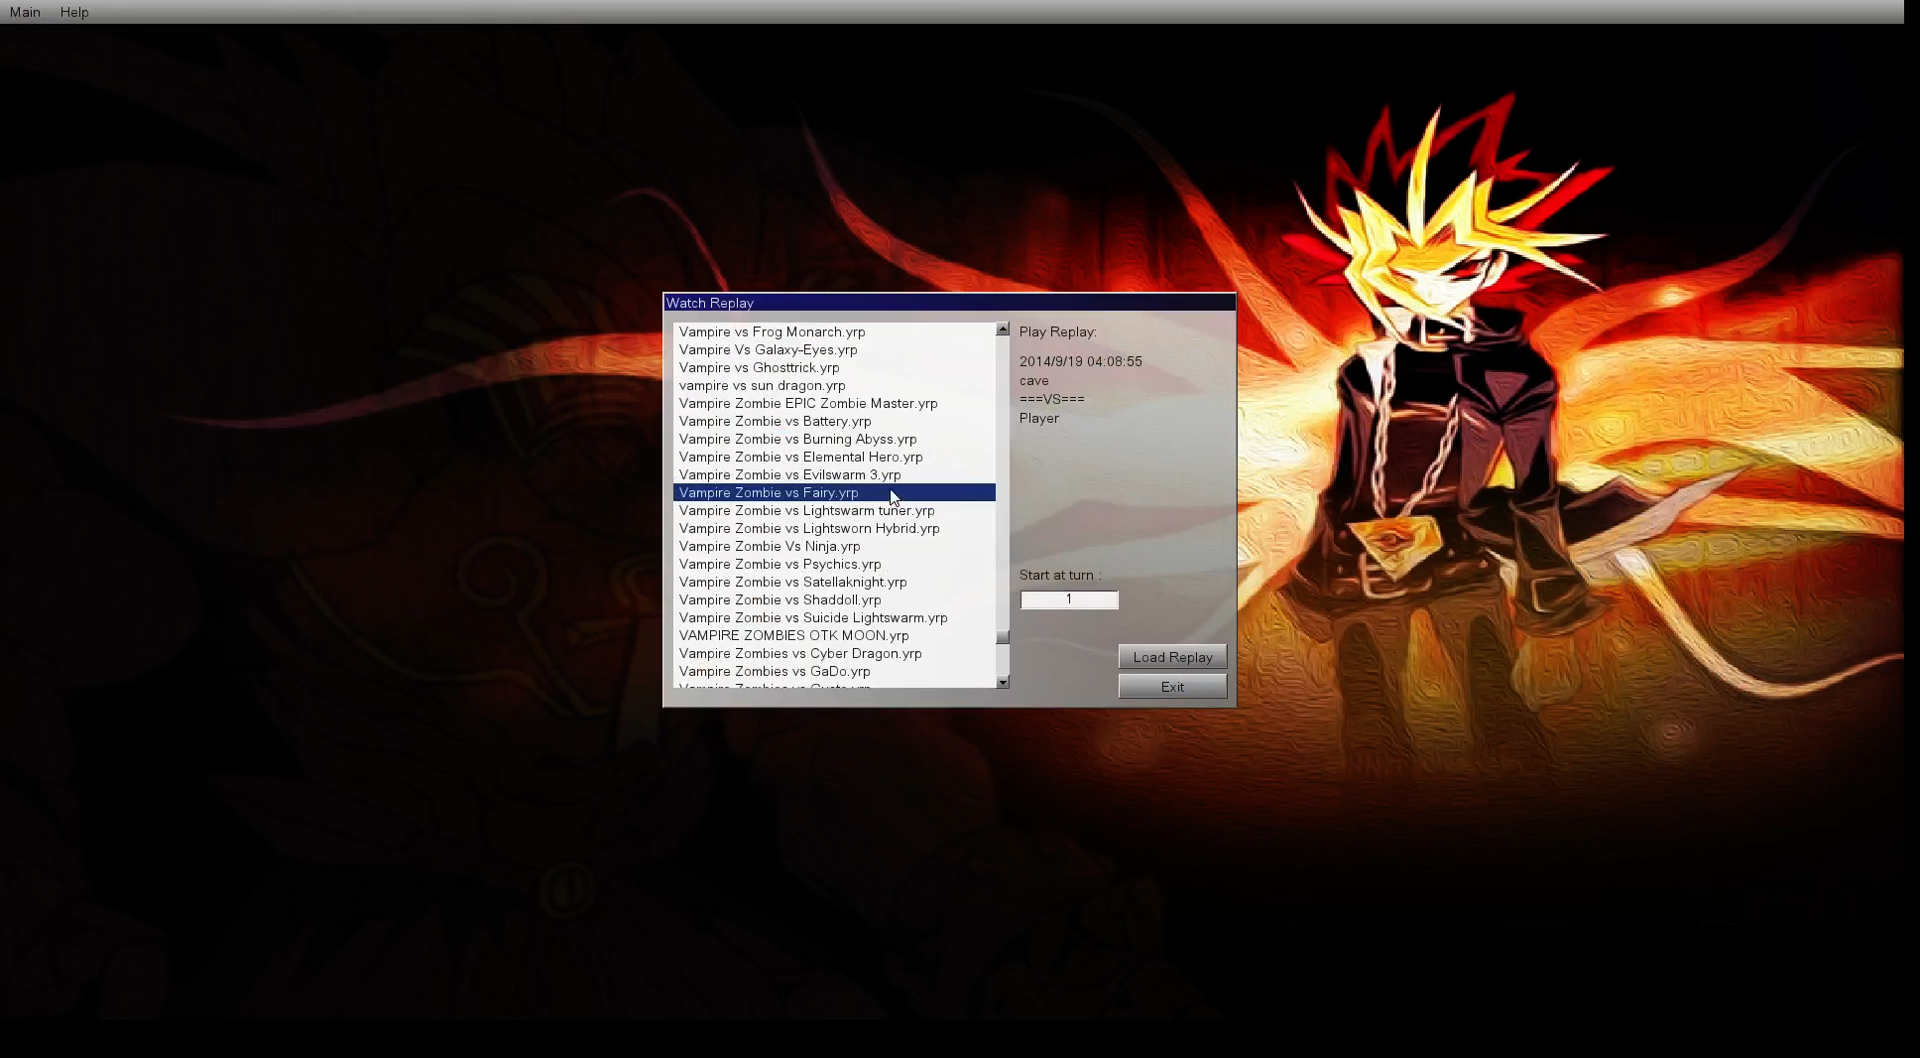 Main Help
Watch Replay
Vampire vs Frog Monarch.yrp
Vampire Vs Galaxy-Eyes.yrp
Vampire vs Ghosttrick.yrp
vampire vs sun dragon.yrp
Vampire Zombie EPIC Zombie Master.yrp
Vampire Zombie vs Battery.yrp
Vampire Zombie vs Burning Abyss.yrp
Vampire Zombie vs Elemental Hero.yrp
Vampire Zombie vs Evilswarm 3.yrp
Vampire Zombie vs Fairy.yrp
Vampire Zombie vs Lightswarm tuner.yrp
Vampire Zombie vs Lightsworn Hybrid.yrp
Vampire Zombie Vs Ninja.yrp
Vampire Zombie vs Psychics.yrp
Vampire Zombie vs Satellaknight.yrp
Vampire Zombie vs Shaddoll.yrp
Vampire Zombie vs Suicide Lightswarm.yrp
VAMPIRE ZOMBIES OTK MOON.yrp
Vampire Zombies vs Cyber Dragon.yrp
Vampire Zombies vs GaDo.yrp
Play Replay:
2014/9/19 04:08:55
cave
===VS===
Player
Start at turn :
1
Load Replay
Exit